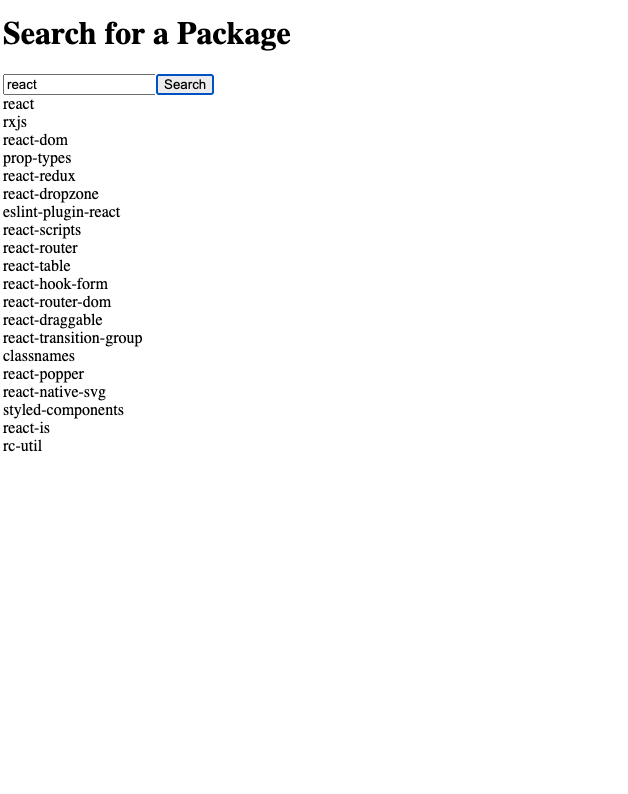 Search for a Package
react Search
react
rxjs
react-dom
prop-types
react-redux
react-dropzone
eslint-plugin-react
react-scripts
react-router
react-table
react-hook-form
react-router-dom
react-draggable
react-transition-group
classnames
react-popper
react-native-svg
styled-components
react-is
rc-util